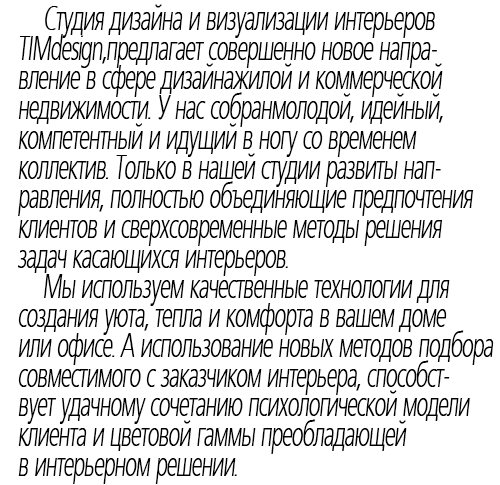 Студия дизайна и визуализации интерьеров
TIMdesign,предлагает совершенно новое напра-
вление в сфере дизайнажилой и коммерческой
недвижимости. У нас собранмолодой, идейный,
компетентный и идущий в ногу со временем
коллектив. Только в нашей студии развиты нап-
равления, полностью объединяющие предпочтения
клиентов и сверхсовременные методы решения
задач касающихся интерьеров.
Мы используем качественные технологии для
создания уюта, тепла и комфорта в вашем доме
или офисе. А использование новых методов подбора
совместимого с заказчиком интерьера, способст-
вует удачному сочетанию психологической модели
клиента и цветовой гаммы преобладающей
в интерьерном решении.